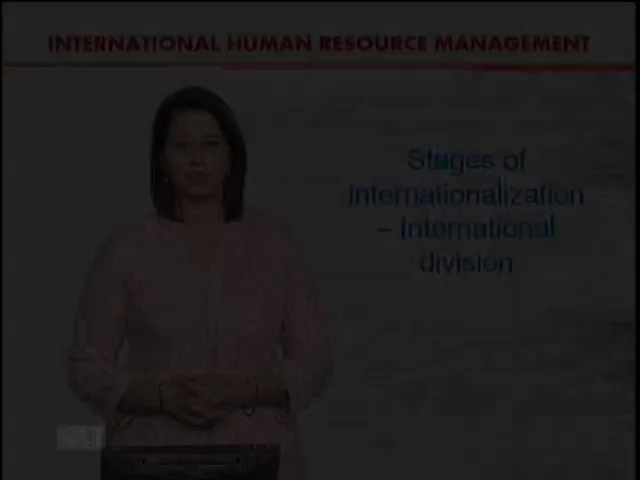 INTERNATIONAL HUMAN RESOURCE MANAGEMENT
Stages of
internationalization
– International
division